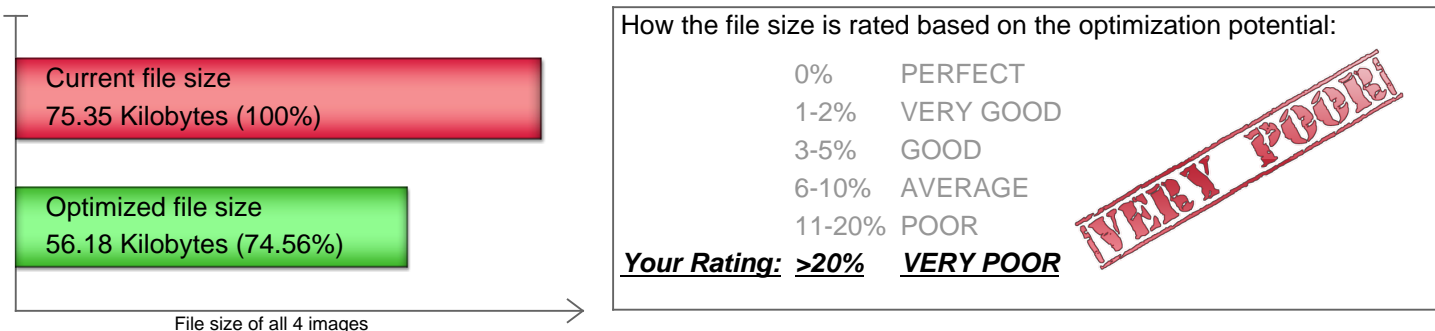 Current file size
75.35 Kilobytes (100%)
Optimized file size
56.18 Kilobytes (74.56%)
File size of all 4 images
How the file size is rated based on the optimization potential:
0% PERFECT
1-2% VERY GOOD
3-5% GOOD
6-10% AVERAGE
11-20% POOR
Your Rating: >20% VERY POOR
VERY POOR